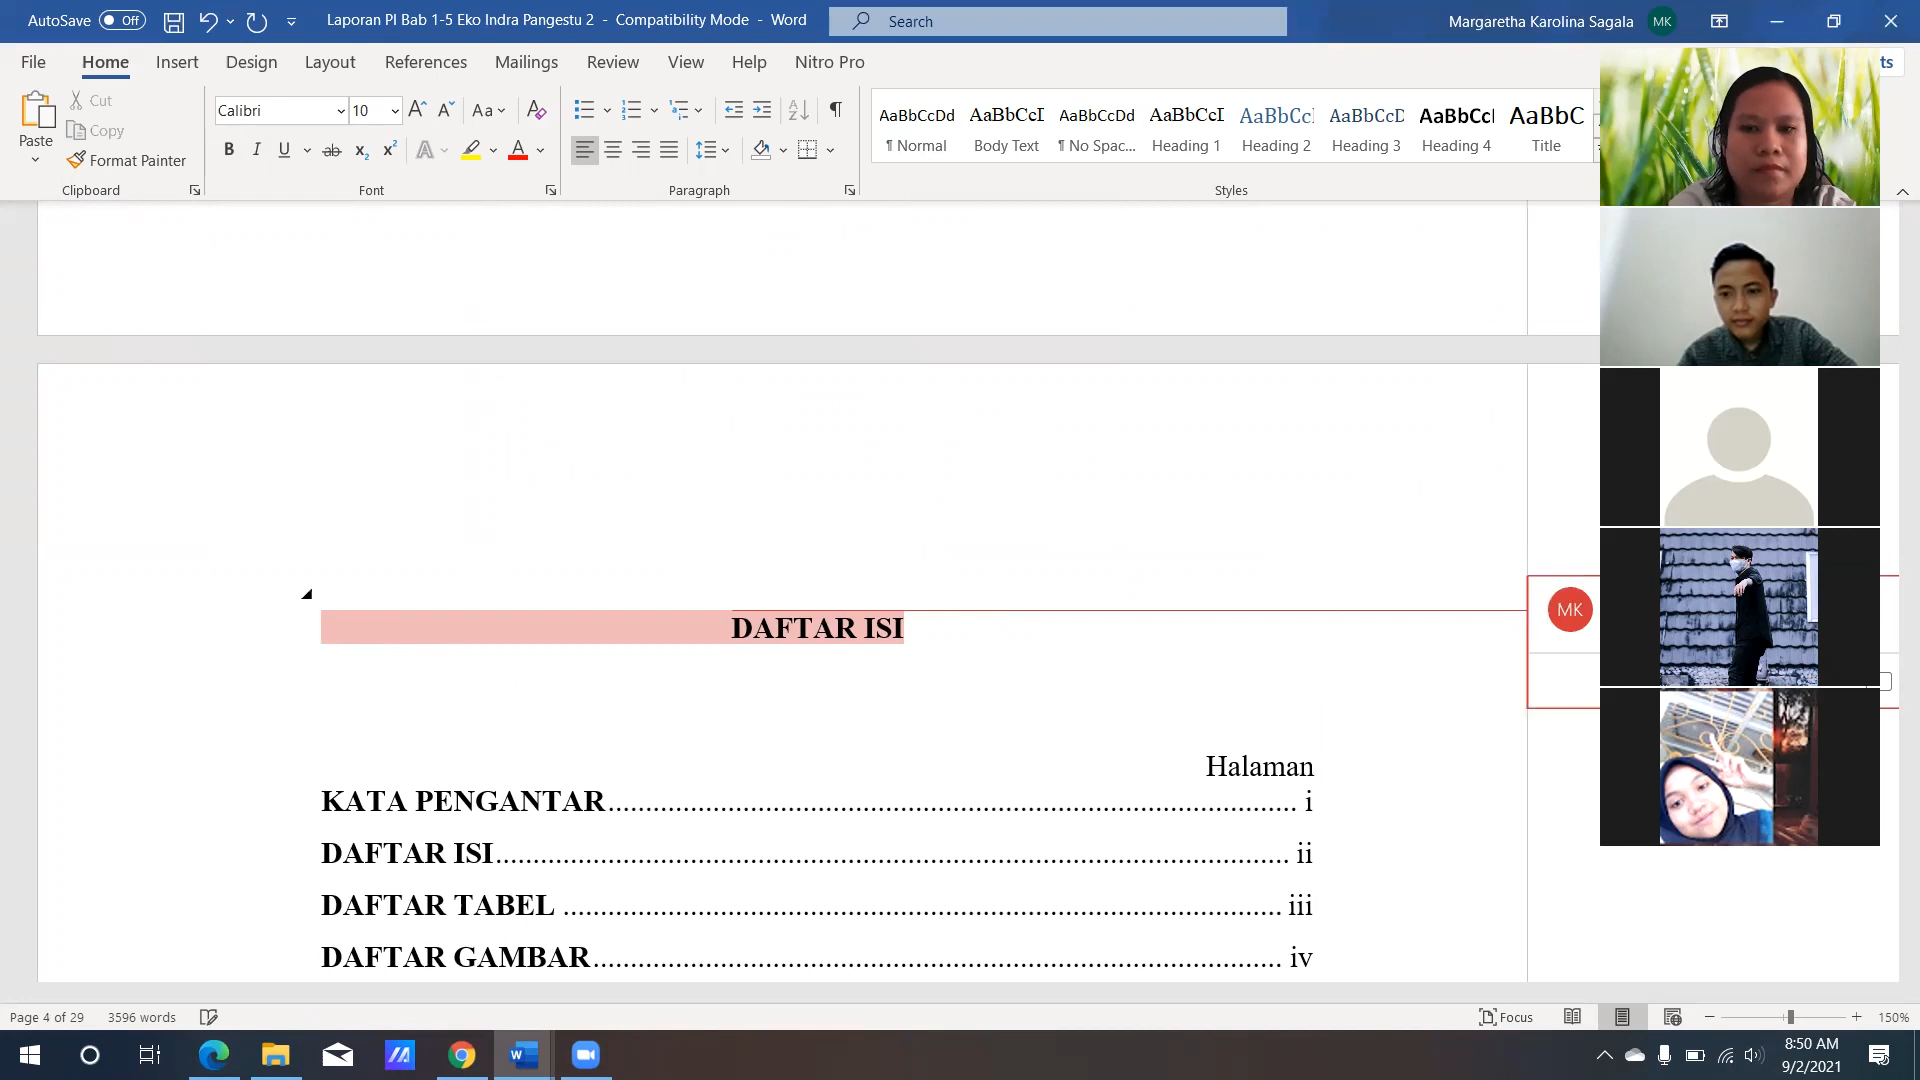 AutoSave Off Laporan PI Bab 1-5 Eko Indra Pangestu 2 - Compatibility Mode - Word Search Margaretha Karolina Sagala MK
File Home Insert Design Layout References Mailings Review View Help Nitro Pro ts
Paste Cut Copy Format Painter
Clipboard
Calibri 10
Font
Paragraph
AaBbCcDd AaBbCcI AaBbCcDd AaBbCcI AaBbCc AaBbCcD AaBbCcI AaBbC
¶ Normal Body Text ¶ No Spac... Heading 1 Heading 2 Heading 3 Heading 4 Title
Styles
DAFTAR ISI
MK
Halaman
KATA PENGANTAR i
DAFTAR ISI ii
DAFTAR TABEL iii
DAFTAR GAMBAR iv
Page 4 of 29 3596 words Focus 150%
8:50 AM
9/2/2021